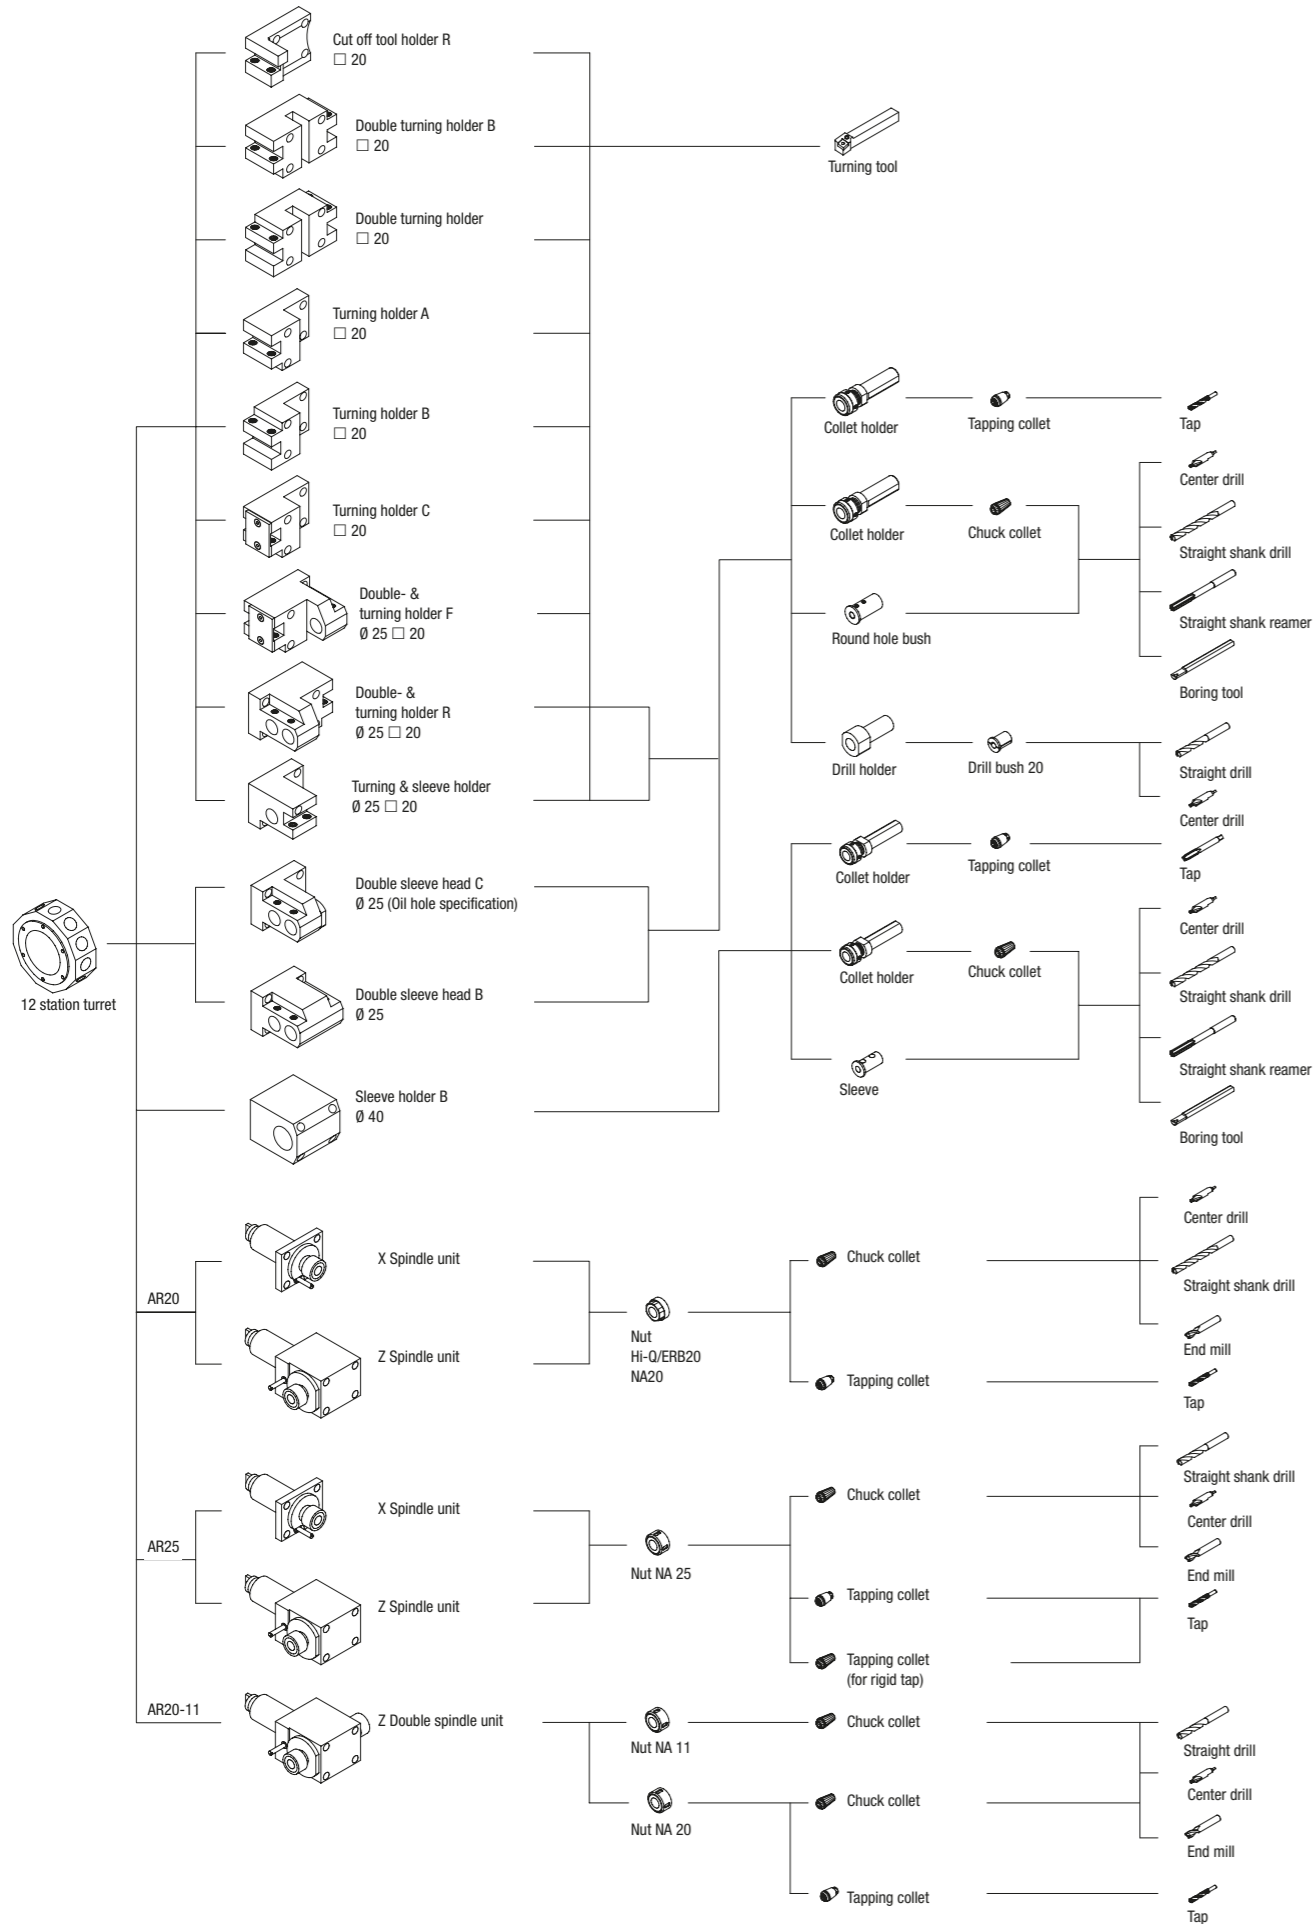 Cut off tool holder R
□ 20
Double turning holder B
□ 20
Turning tool
Double turning holder
□ 20
Turning holder A
□ 20
Turning holder B
□ 20
Collet holder
Tapping collet
Tap
Center drill
Turning holder C
□ 20
Collet holder
Chuck collet
Straight shank drill
Double- &
turning holder F
Ø 25 □ 20
Round hole bush
Straight shank reamer
Boring tool
Double- &
turning holder R
Ø 25 □ 20
Drill holder
Drill bush 20
Straight drill
Turning & sleeve holder
Ø 25 □ 20
Center drill
Collet holder
Tapping collet
Tap
Double sleeve head C
Ø 25 (Oil hole specification)
Center drill
Collet holder
Chuck collet
Straight shank drill
12 station turret
Double sleeve head B
Ø 25
Straight shank reamer
Sleeve
Sleeve holder B
Ø 40
Boring tool
Center drill
X Spindle unit
Chuck collet
Straight shank drill
AR20
Nut
Hi-Q/ERB20
NA20
End mill
Z Spindle unit
Tapping collet
Tap
Straight shank drill
X Spindle unit
Chuck collet
Center drill
AR25
Nut NA 25
End mill
Z Spindle unit
Tapping collet
Tap
Tapping collet
(for rigid tap)
AR20-11
Z Double spindle unit
Nut NA 11
Chuck collet
Straight drill
Center drill
Nut NA 20
Chuck collet
End mill
Tapping collet
Tap